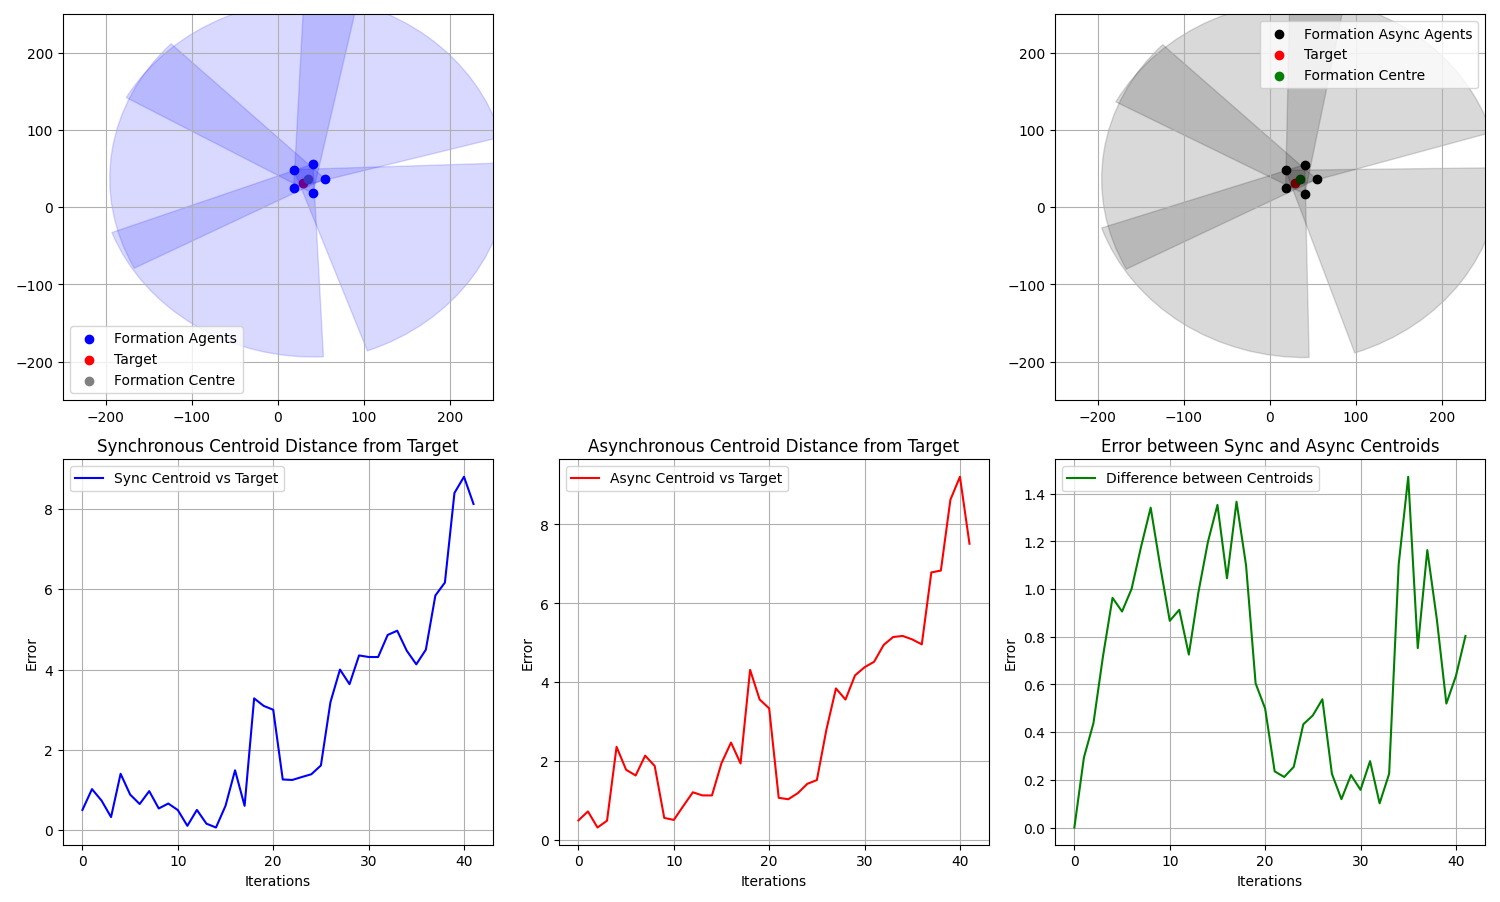 200
100
0
−100
−200
Formation Agents
Target
Formation Centre
−200 −100 0 100 200
200
100
0
−100
−200
Formation Async Agents
Target
Formation Centre
−200 −100 0 100 200
Synchronous Centroid Distance from Target
Sync Centroid vs Target
Error
8
6
4
2
0
0 10 20 30 40
Iterations
Asynchronous Centroid Distance from Target
Async Centroid vs Target
Error
8
6
4
2
0
0 10 20 30 40
Iterations
Error between Sync and Async Centroids
Difference between Centroids
Error
1.4
1.2
1.0
0.8
0.6
0.4
0.2
0.0
0 10 20 30 40
Iterations